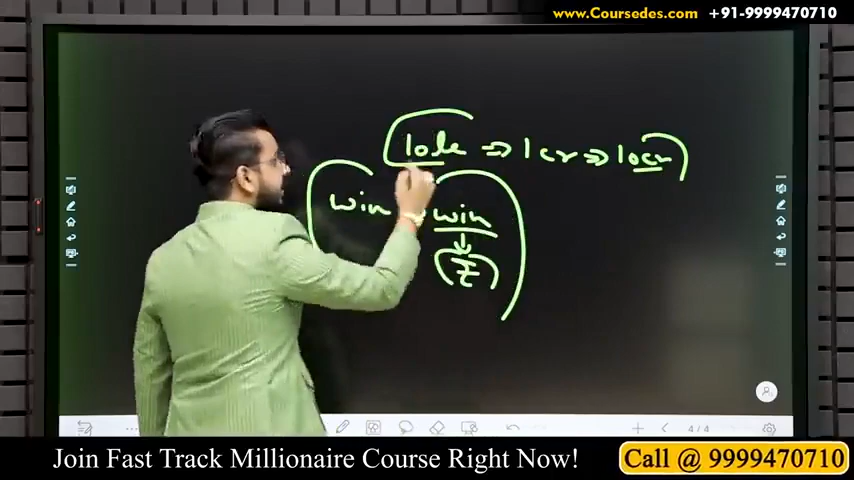 www.Coursedes.com +91-9999470710
10lk ⇒ 1cr ⇒ 10cr
win win
↓
₹
4/4
Join Fast Track Millionaire Course Right Now! Call @ 9999470710